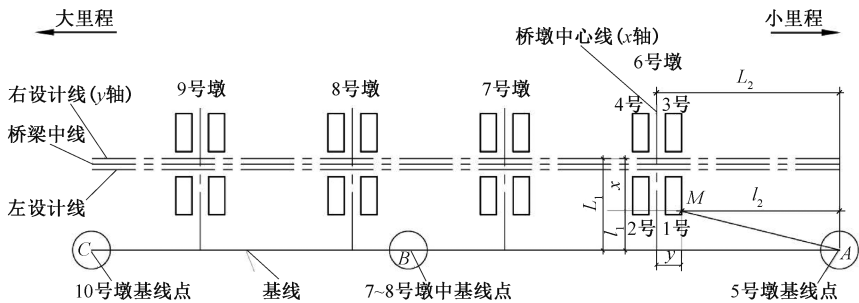 大里程
小里程
桥墩中心线(x轴)
6号墩
9号墩
8号墩
7号墩
L₂
右设计线(y轴)
4号
3号
桥梁中线
左设计线
L₁
x
M
l₂
l₁
2号
1号
y
C
B
A
10号墩基线点
基线
7~8号墩中基线点
5号墩基线点